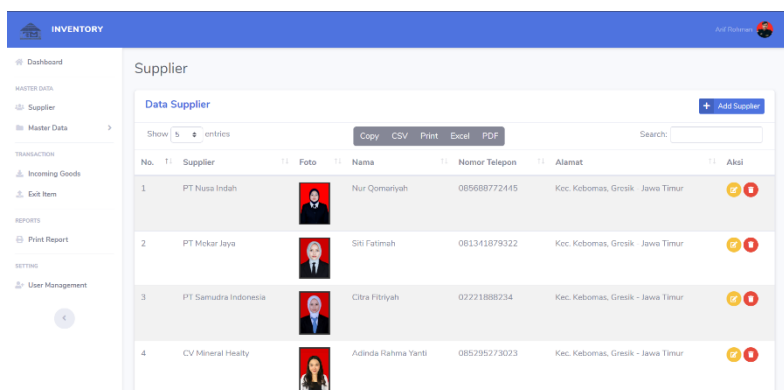 INVENTORY
Arif Rahman
Dashboard
MASTER DATA
Supplier
Master Data
TRANSACTION
Incoming Goods
Exit Item
REPORTS
Print Report
SETTING
User Management
Supplier
Data Supplier
+ Add Supplier
Show 5 entries
Copy CSV Print Excel PDF
Search:
No. Supplier Foto Nama Nomor Telepon Alamat Aksi
1 PT Nusa Indah Nur Qomariyah 085688772445 Kec. Kebomas, Gresik - Jawa Timur
2 PT Mekar Jaya Siti Fatimah 081341879322 Kec. Kebomas, Gresik - Jawa Timur
3 PT Samudra Indonesia Citra Fitriyah 02221888234 Kec. Kebomas, Gresik - Jawa Timur
4 CV Mineral Healty Adinda Rahma Yanti 085295273023 Kec. Kebomas, Gresik - Jawa Timur